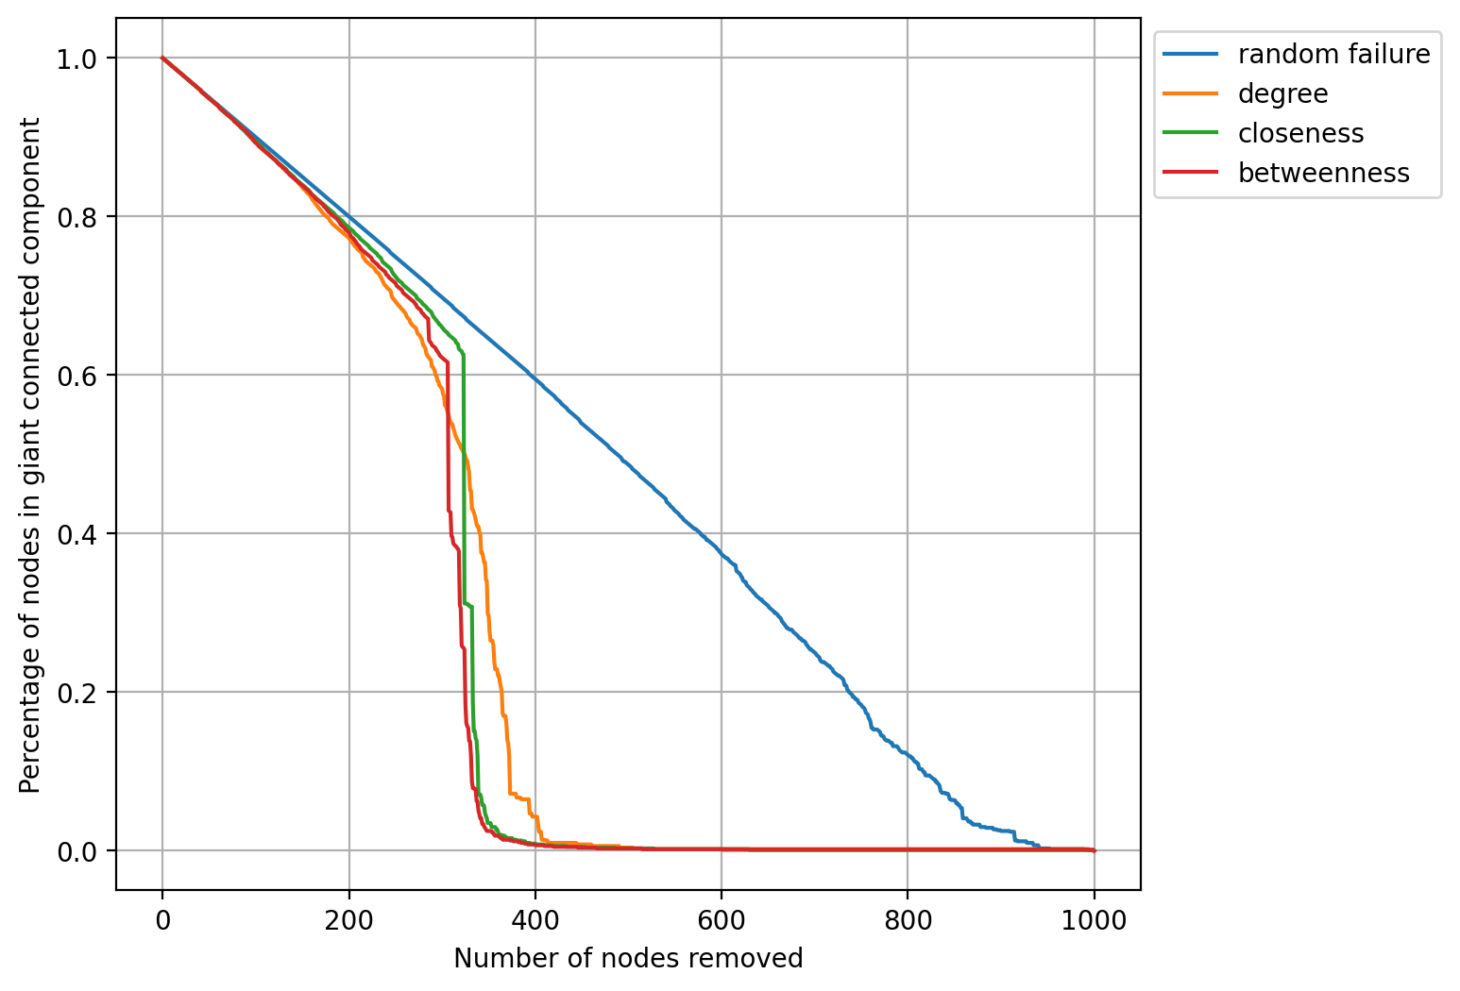 1.0
0.8
0.6
0.4
0.2
0.0
Percentage of nodes in giant connected component
0 200 400 600 800 1000
Number of nodes removed
random failure
degree
closeness
betweenness